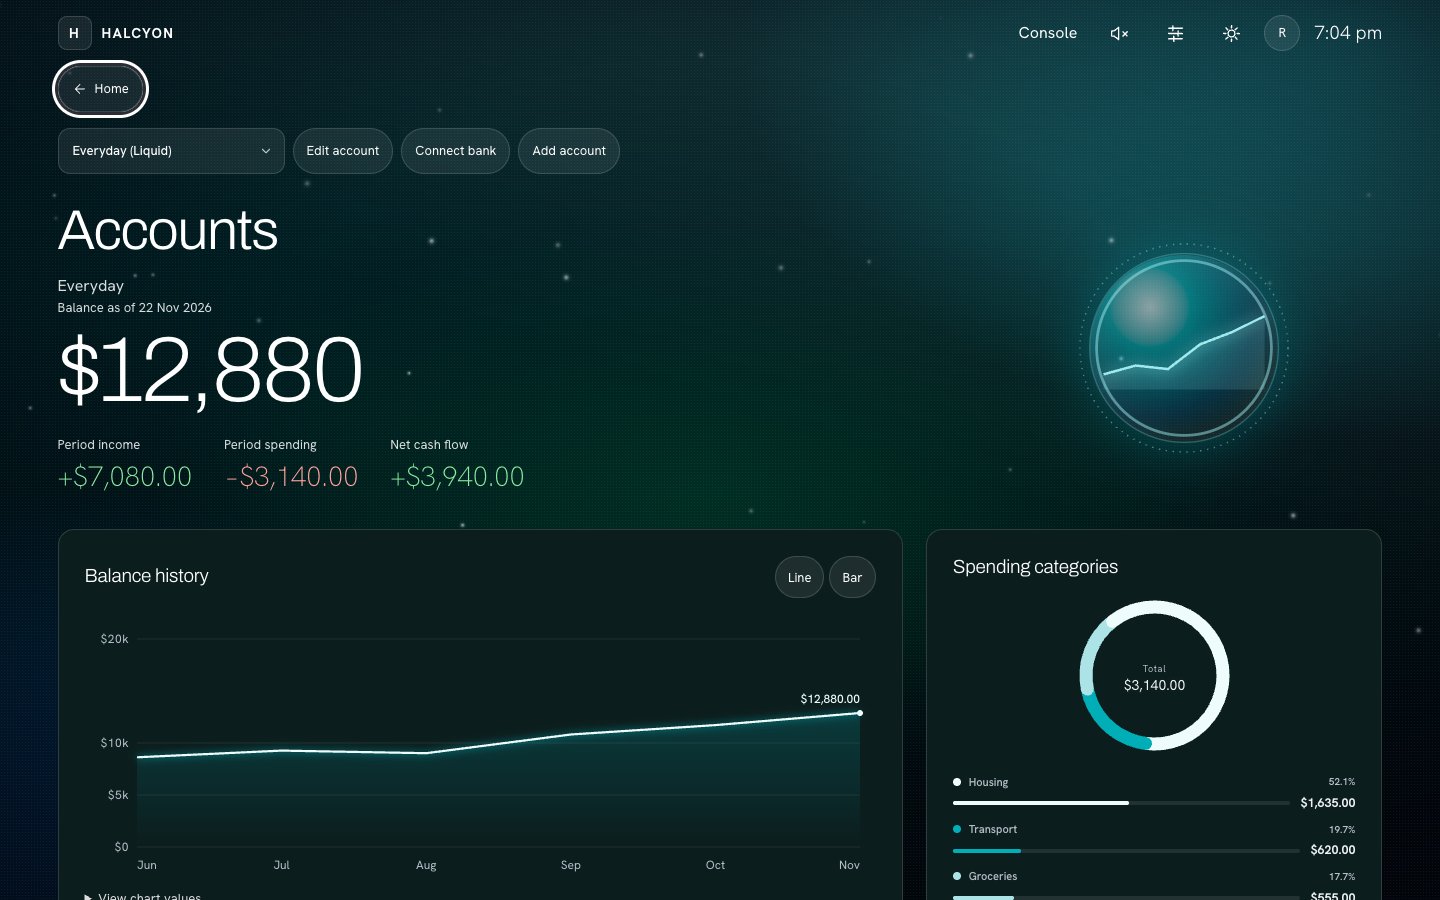 H HALCYON
Console
R 7:04 pm
← Home
Everyday (Liquid)
Edit account
Connect bank
Add account
Accounts
Everyday
Balance as of 22 Nov 2026
$12,880
Period income
Period spending
Net cash flow
+$7,080.00
−$3,140.00
+$3,940.00
Balance history
Line
Bar
$20k
$12,880.00
$10k
$5k
$0
Jun
Jul
Aug
Sep
Oct
Nov
View chart values
Spending categories
Total
$3,140.00
Housing
52.1%
$1,635.00
Transport
19.7%
$620.00
Groceries
17.7%
$555.00